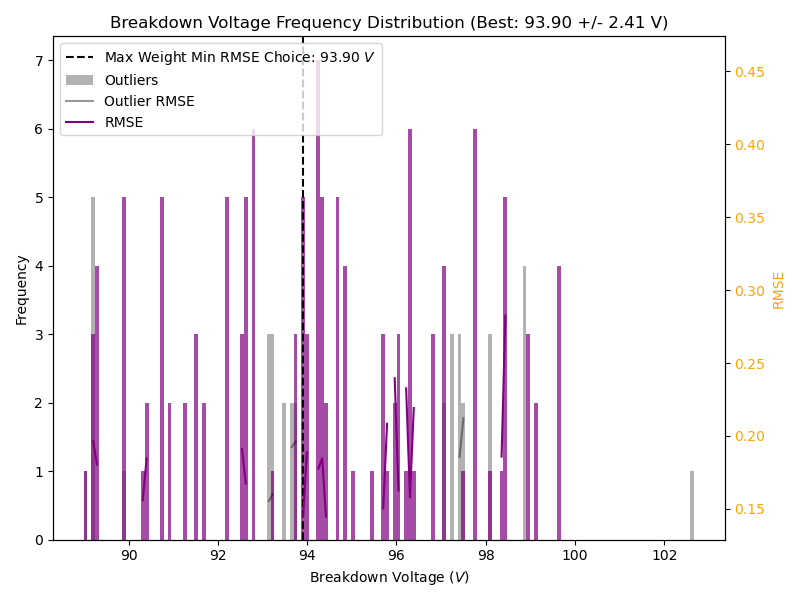 Breakdown Voltage Frequency Distribution (Best: 93.90 +/- 2.41 V)
Max Weight Min RMSE Choice: 93.90 V
Outliers
Outlier RMSE
RMSE
7
6
5
4
3
2
1
0
Frequency
0.45
0.40
0.35
0.30
0.25
0.20
0.15
RMSE
90 92 94 96 98 100 102
Breakdown Voltage (V)